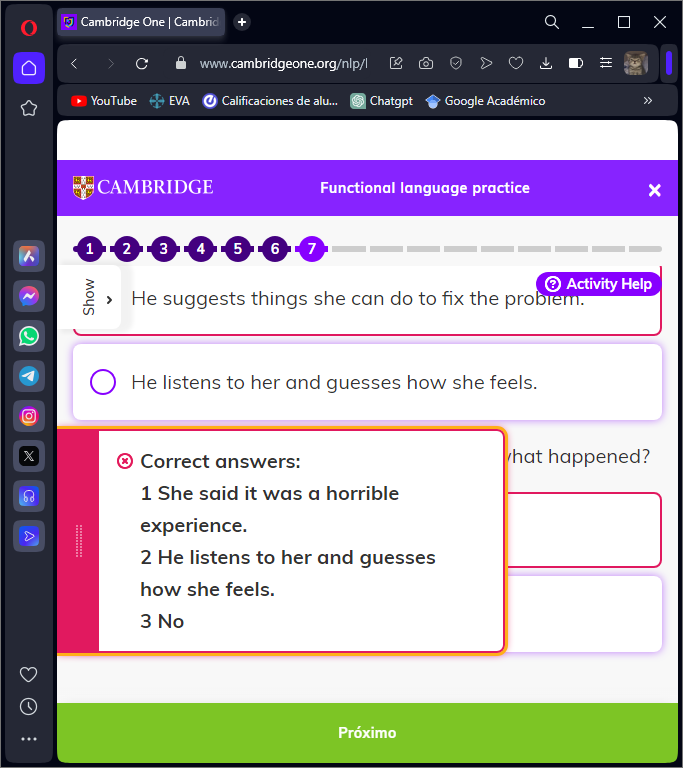 Cambridge One | Cambrid
www.cambridgeone.org/nlp/l
YouTube
EVA
Calificaciones de alu...
Chatgpt
Google Académico
CAMBRIDGE
Functional language practice
1 2 3 4 5 6 7
Show
Activity Help
He suggests things she can do to fix the problem.
He listens to her and guesses how she feels.
what happened?
Correct answers:
1 She said it was a horrible
experience.
2 He listens to her and guesses
how she feels.
3 No
Próximo